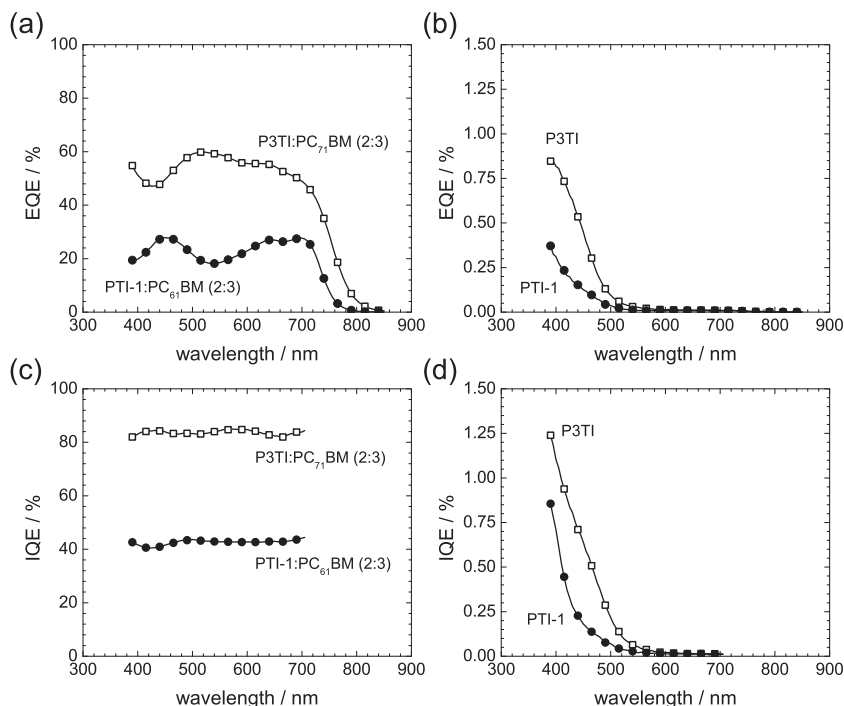 (a)
100
80
60
40
20
0
EQE / %
P3TI:PC71BM (2:3)
PTI-1:PC61BM (2:3)
300 400 500 600 700 800 900
wavelength / nm
(b)
1.50
1.25
1.00
0.75
0.50
0.25
0.00
EQE / %
P3TI
PTI-1
300 400 500 600 700 800 900
wavelength / nm
(c)
100
80
60
40
20
0
IQE / %
P3TI:PC71BM (2:3)
PTI-1:PC61BM (2:3)
300 400 500 600 700 800 900
wavelength / nm
(d)
1.50
1.25
1.00
0.75
0.50
0.25
0.00
IQE / %
P3TI
PTI-1
300 400 500 600 700 800 900
wavelength / nm